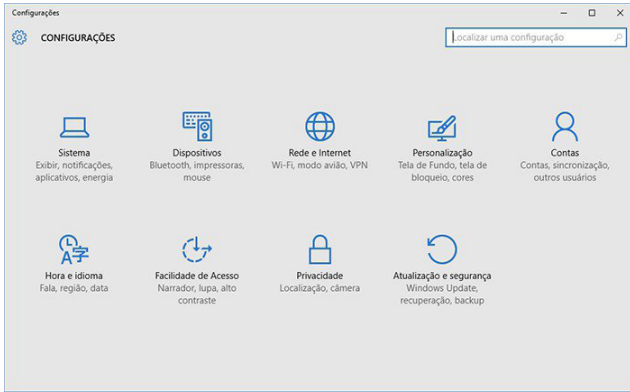 Configurações
CONFIGURAÇÕES
Localizar uma configuração
Sistema
Exibir, notificações,
aplicativos, energia
Dispositivos
Bluetooth, impressoras,
mouse
Rede e Internet
Wi-Fi, modo avião, VPN
Personalização
Tela de Fundo, tela de
bloqueio, cores
Contas
Contas, sincronização,
outros usuários
Hora e idioma
Fala, região, data
Facilidade de Acesso
Narrador, lupa, alto
contraste
Privacidade
Localização, câmera
Atualização e segurança
Windows Update,
recuperação, backup